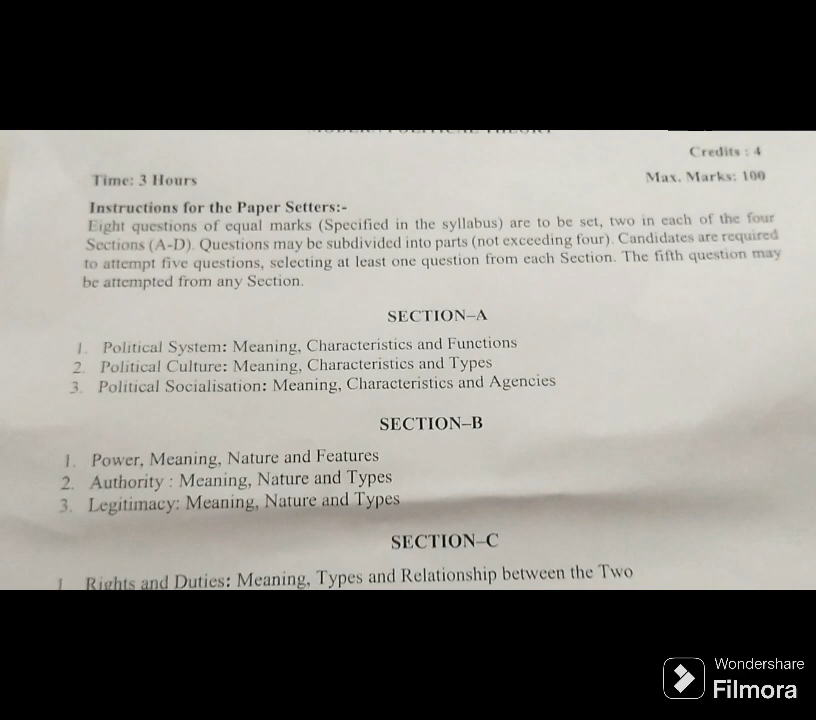 Credits : 4
Time: 3 Hours
Max. Marks: 100
Instructions for the Paper Setters:-
Eight questions of equal marks (Specified in the syllabus) are to be set, two in each of the four
Sections (A-D). Questions may be subdivided into parts (not exceeding four). Candidates are required
to attempt five questions, selecting at least one question from each Section. The fifth question may
be attempted from any Section.
SECTION–A
1. Political System: Meaning, Characteristics and Functions
2. Political Culture: Meaning, Characteristics and Types
3. Political Socialisation: Meaning, Characteristics and Agencies
SECTION–B
1. Power, Meaning, Nature and Features
2. Authority : Meaning, Nature and Types
3. Legitimacy: Meaning, Nature and Types
SECTION–C
1 Rights and Duties: Meaning, Types and Relationship between the Two
Wondershare
Filmora